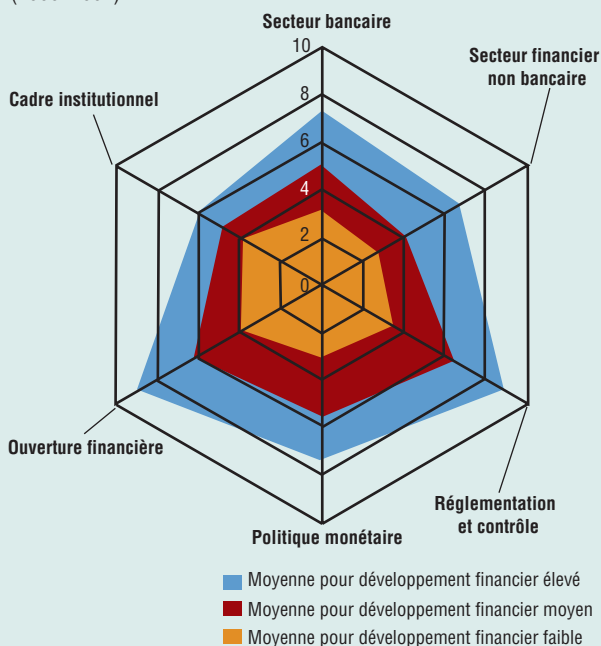 Secteur bancaire
10
Secteur financier
non bancaire
Cadre institutionnel
8
6
4
2
0
Ouverture financière
Réglementation
et contrôle
Politique monétaire
Moyenne pour développement financier élevé
Moyenne pour développement financier moyen
Moyenne pour développement financier faible